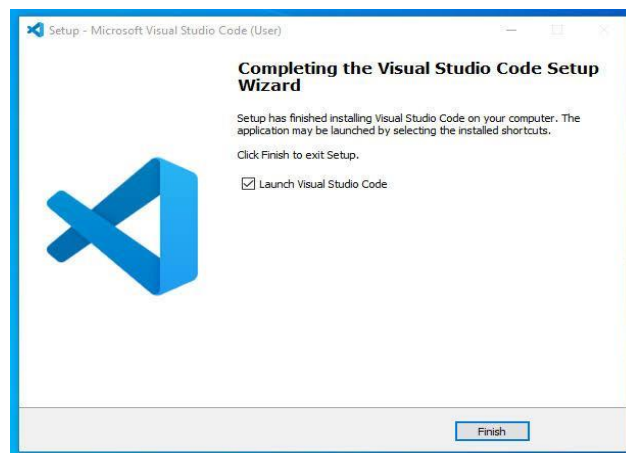 Setup - Microsoft Visual Studio Code (User)
Completing the Visual Studio Code Setup
Wizard
Setup has finished installing Visual Studio Code on your computer. The
application may be launched by selecting the installed shortcuts.
Click Finish to exit Setup.
Launch Visual Studio Code
Finish